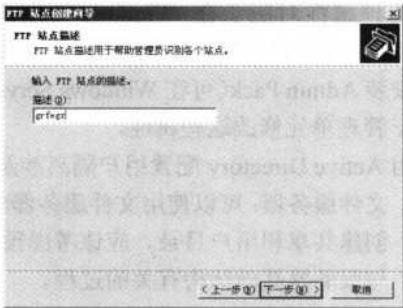 FTP 站点创建向导
FTP 站点描述
FTP 站点描述用于帮助管理员识别各个站点。
输入 FTP 站点的描述。
描述(D):
< 上一步(B)
下一步(N) >
取消